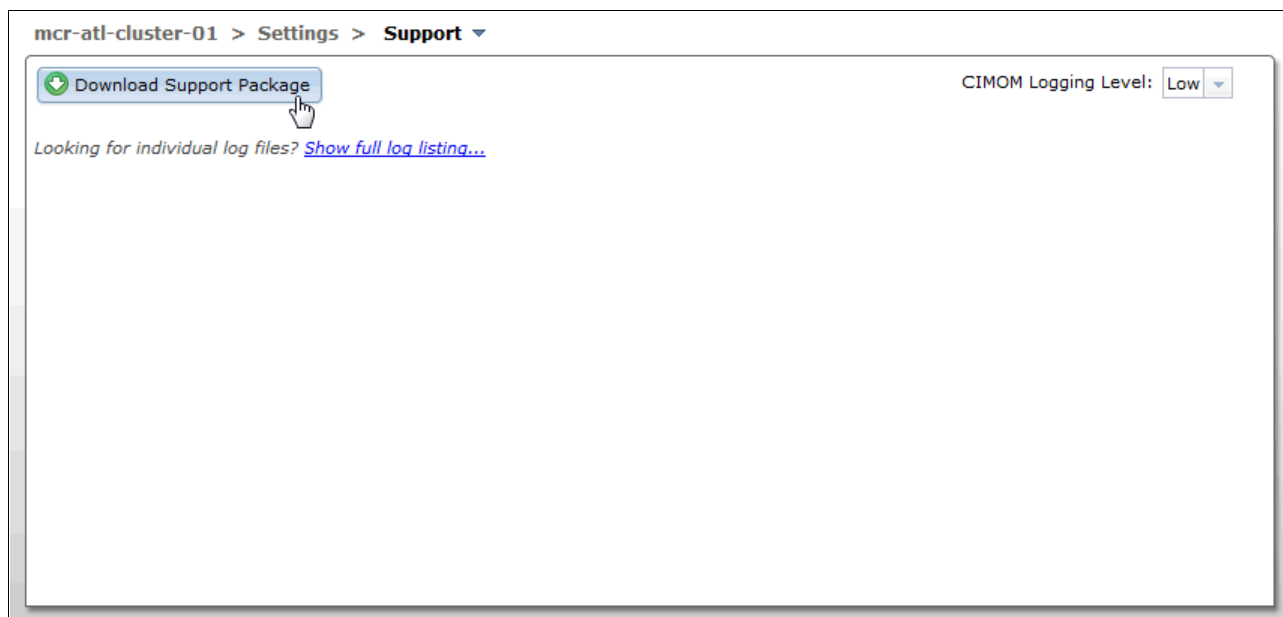 mcr-atl-cluster-01 > Settings > Support
Download Support Package
CIMOM Logging Level: Low
Looking for individual log files? Show full log listing...